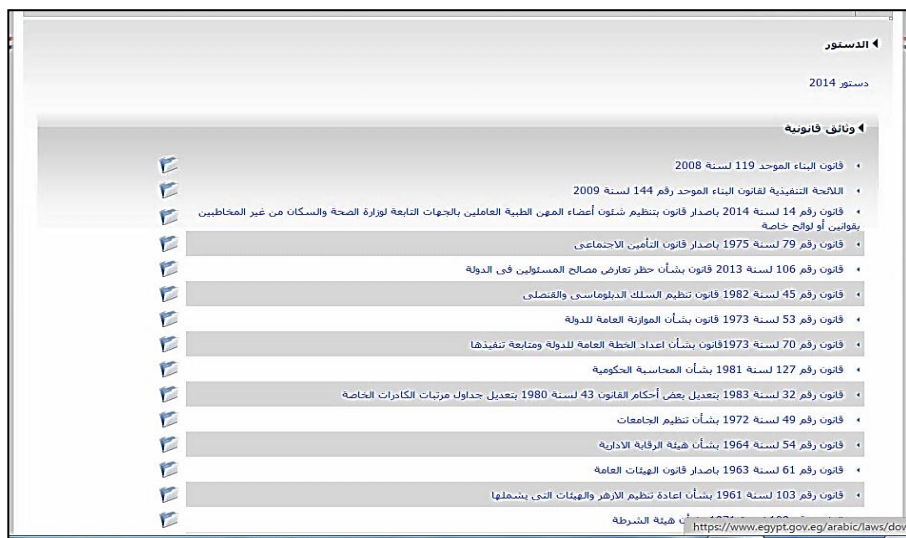 الدستور
دستور 2014
وثائق قانونية
قانون البناء الموحد 119 لسنة 2008
اللائحة التنفيذية لقانون البناء الموحد رقم 144 لسنة 2009
قانون رقم 14 لسنة 2014 باصدار قانون بتنظيم شئون أعضاء المهن الطبية العاملين بالجهات التابعة لوزارة الصحة والسكان من غير المخاطبين
بقوانين أو لوائح خاصة
قانون رقم 79 لسنة 1975 باصدار قانون التأمين الاجتماعى
قانون رقم 106 لسنة 2013 قانون بشأن حظر تعارض مصالح المسئولين فى الدولة
قانون رقم 45 لسنة 1982 قانون تنظيم السلك الدبلوماسى والقنصلى
قانون رقم 53 لسنة 1973 قانون بشأن الموازنة العامة للدولة
قانون رقم 70 لسنة 1973قانون بشأن اعداد الخطة العامة للدولة ومتابعة تنفيذها
قانون رقم 127 لسنة 1981 بشأن المحاسبة الحكومية
قانون رقم 32 لسنة 1983 بتعديل بعض أحكام القانون 43 لسنة 1980 بتعديل جداول مرتبات الكادرات الخاصة
قانون رقم 49 لسنة 1972 بشأن تنظيم الجامعات
قانون رقم 54 لسنة 1964 بشأن هيئة الرقابة الادارية
قانون رقم 61 لسنة 1963 باصدار قانون الهيئات العامة
قانون رقم 103 لسنة 1961 بشأن اعادة تنظيم الازهر والهيئات التى يشملها
هيئة الشرطة
https://www.egypt.gov.eg/arabic/laws/dow